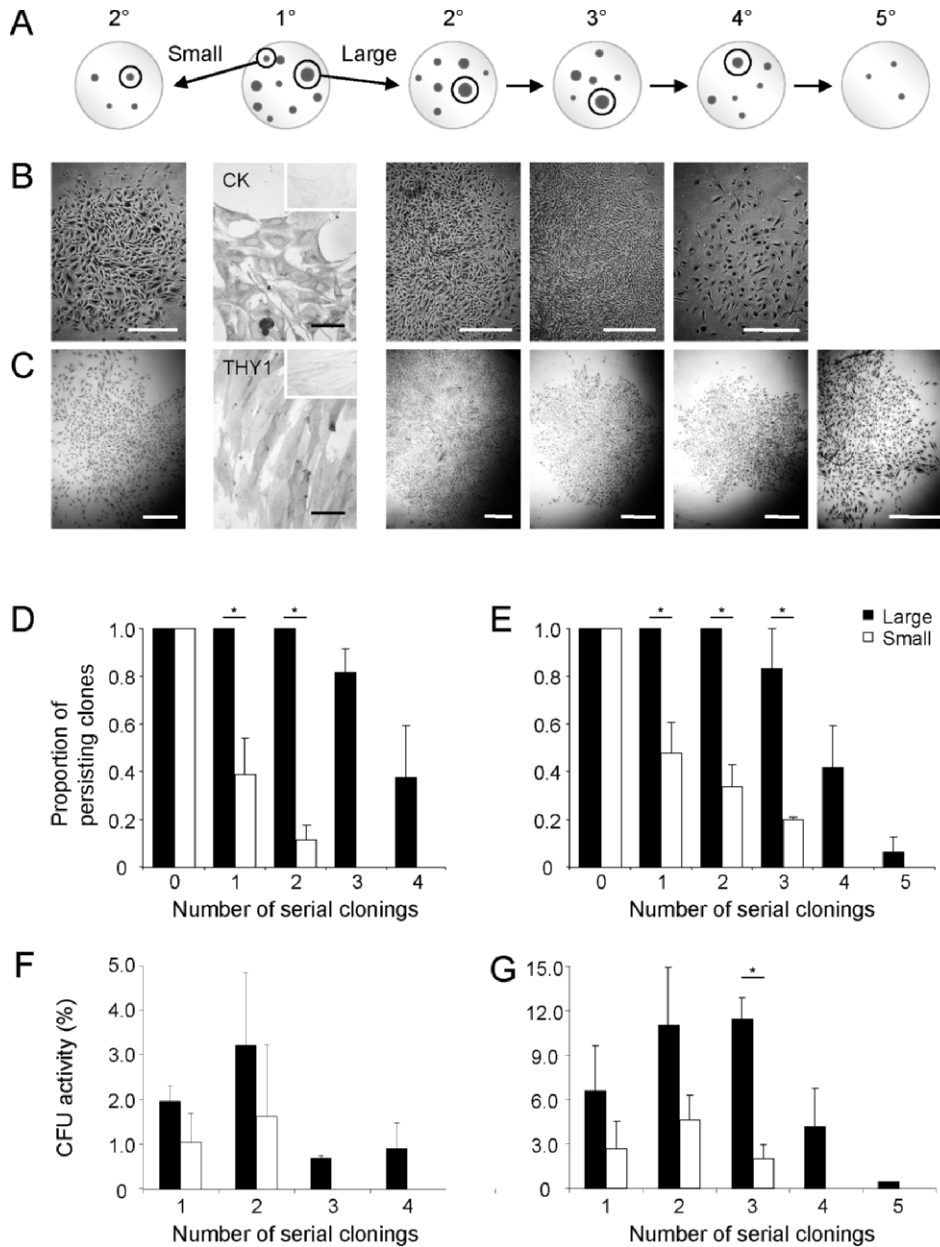 A
2° 1° 2° 3° 4° 5°
Small Large
B
CK
C
THY1
D
E
Large
Small
* *
* * *
Proportion of persisting clones
1.0
0.8
0.6
0.4
0.2
0
0 1 2 3 4
Number of serial clonings
1.0
0.8
0.6
0.4
0.2
0
0 1 2 3 4 5
Number of serial clonings
F
CFU activity (%)
5.0
4.0
3.0
2.0
1.0
0
1 2 3 4
Number of serial clonings
G
*
15.0
12.0
9.0
6.0
3.0
0.0
1 2 3 4 5
Number of serial clonings